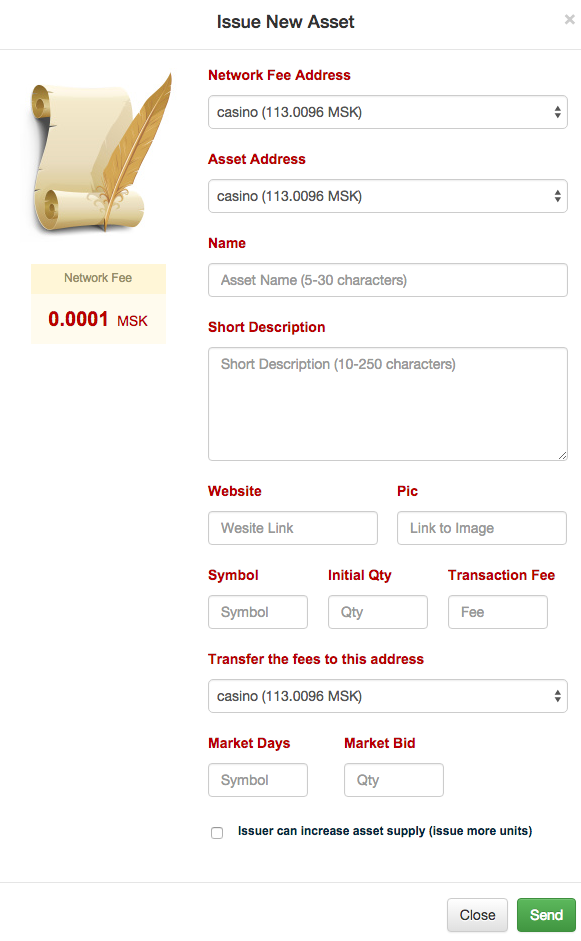 Issue New Asset ×
Network Fee Address
casino (113.0096 MSK)
Asset Address
casino (113.0096 MSK)
Name
Asset Name (5-30 characters)
Network Fee
0.0001 MSK
Short Description
Short Description (10-250 characters)
Website Pic
Wesite Link Link to Image
Symbol Initial Qty Transaction Fee
Symbol Qty Fee
Transfer the fees to this address
casino (113.0096 MSK)
Market Days Market Bid
Symbol Qty
Issuer can increase asset supply (issue more units)
Close Send